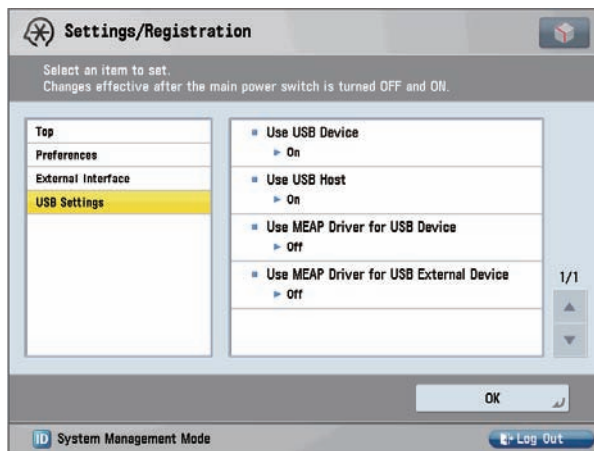 Settings/Registration
Select an item to set.
Changes effective after the main power switch is turned OFF and ON.
Top
Preferences
External Interface
USB Settings
Use USB Device
On
Use USB Host
On
Use MEAP Driver for USB Device
Off
Use MEAP Driver for USB External Device
Off
1/1
OK
ID System Management Mode
Log Out